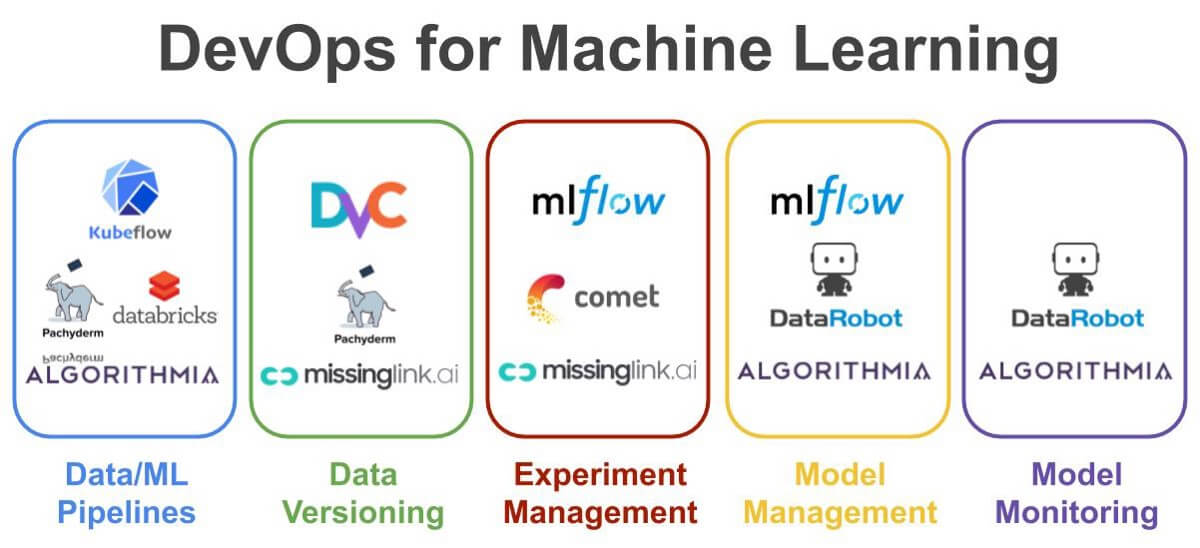 DevOps for Machine Learning
Kubeflow
Pachyderm
databricks
Pachyderm
ALGORITHMIA
Data/ML
Pipelines
DVC
Pachyderm
missinglink.ai
Data
Versioning
mlflow
comet
missinglink.ai
Experiment
Management
mlflow
DataRobot
ALGORITHMIA
Model
Management
DataRobot
ALGORITHMIA
Model
Monitoring